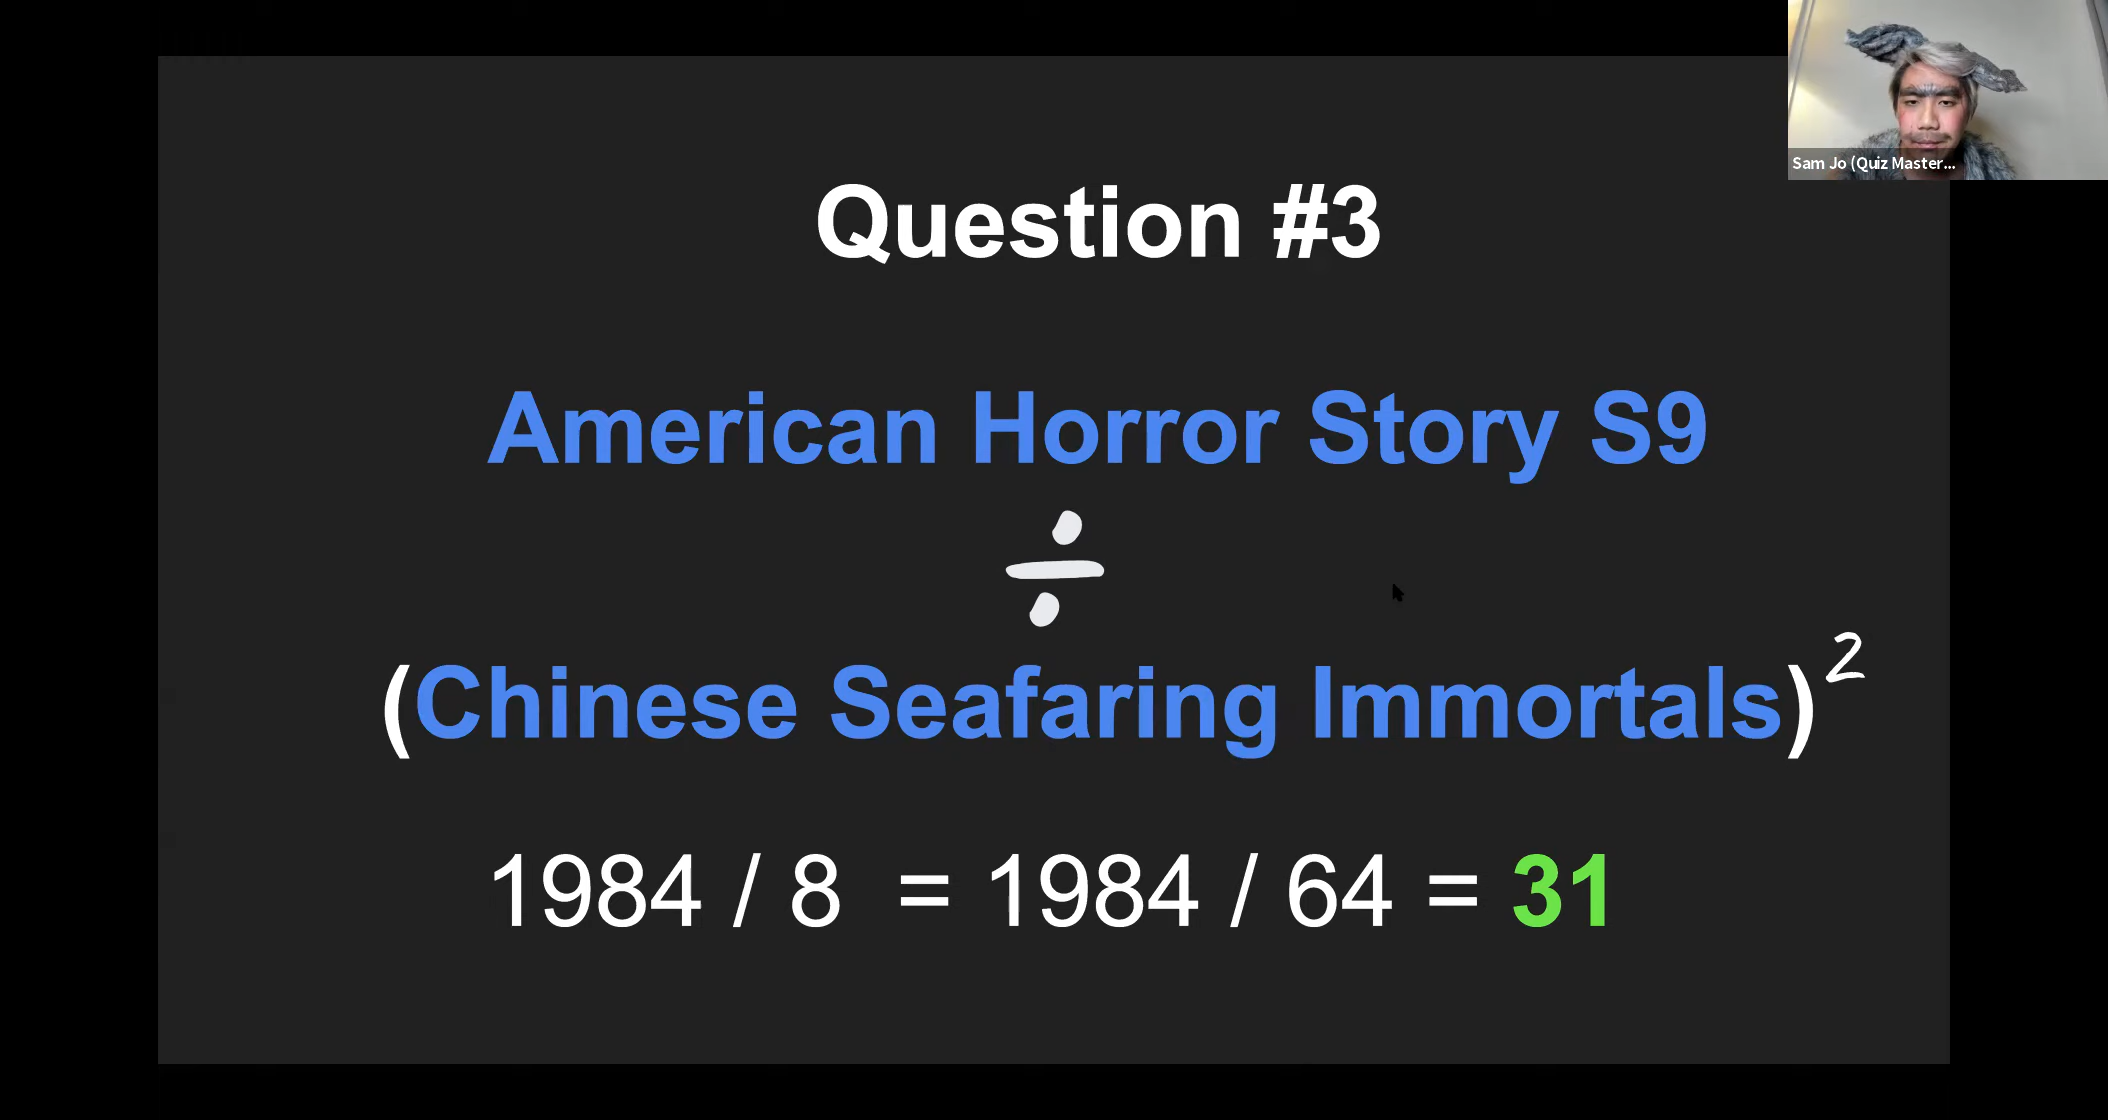 Sam Jo (Quiz Master...
Question #3
American Horror Story S9
÷
(Chinese Seafaring Immortals)²
1984 / 8 = 1984 / 64 = 31